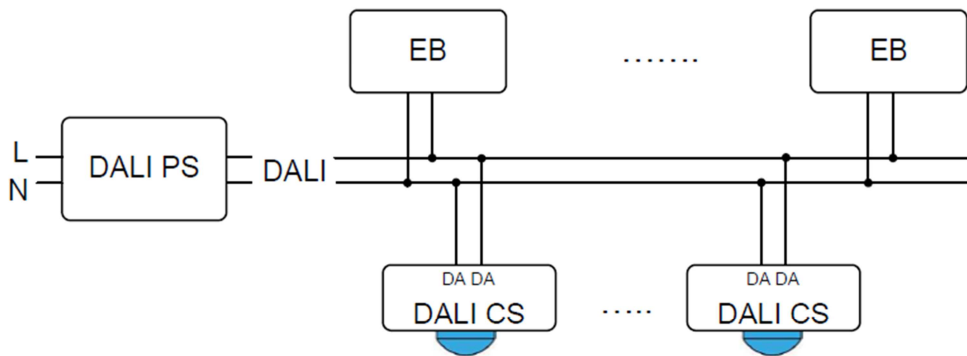 EB ....... EB
L
DALI PS
DALI
N
DA DA
DALI CS
.....
DA DA
DALI CS